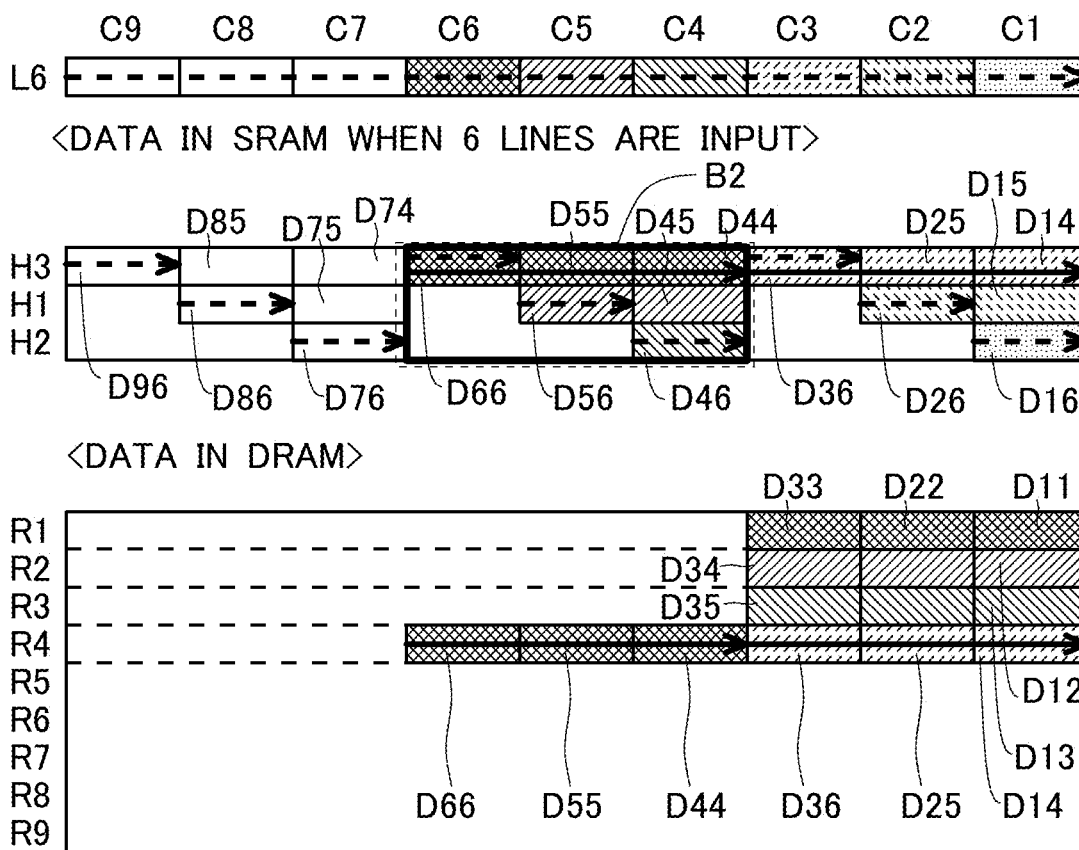 C9 C8 C7 C6 C5 C4 C3 C2 C1
L6
<DATA IN SRAM WHEN 6 LINES ARE INPUT>
B2
D85 D75 D74 D55 D45 D44 D25 D15 D14
H3
H1
H2
D96 D86 D76 D66 D56 D46 D36 D26 D16
<DATA IN DRAM>
D33 D22 D11
R1
R2 D34
R3 D35
R4
R5 D12
R6
R7 D13
R8 D66 D55 D44 D36 D25 D14
R9